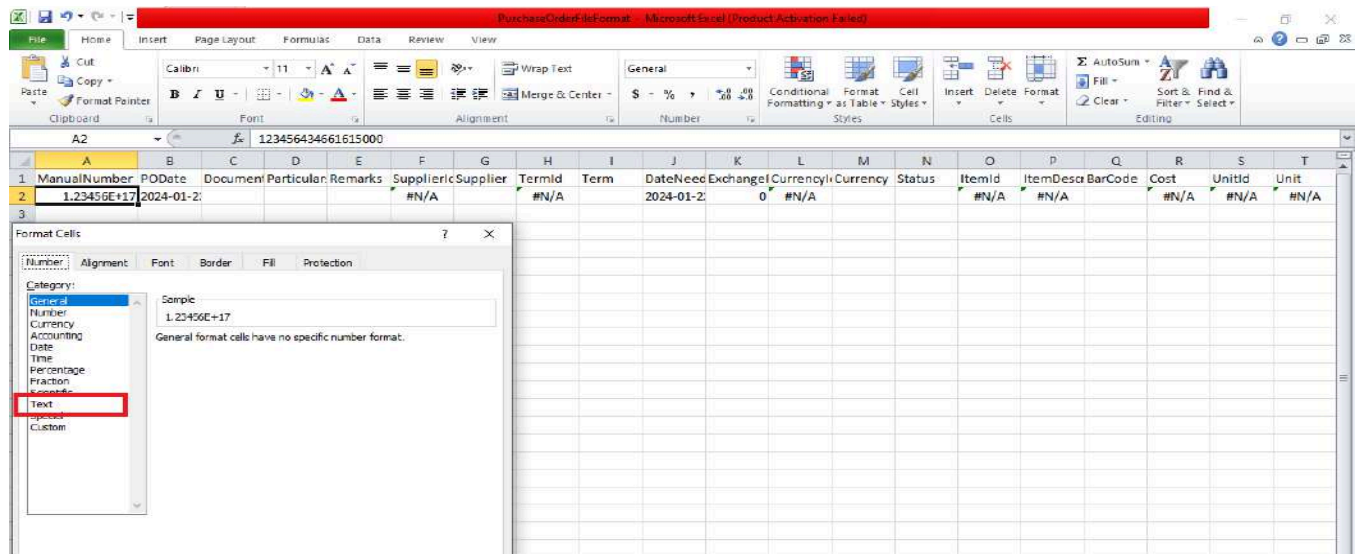 PurchaseOrderFileFormat - Microsoft Excel (Product Activation Failed)
File Home Insert Page Layout Formulas Data Review View
Cut
Copy
Format Painter
Paste
Clipboard
Calibri 11 A A
B I U A
Font
Wrap Text
Merge & Center
Alignment
General
$ % ,
Number
Conditional Formatting
Format as Table
Cell Styles
Styles
Insert Delete Format
Cells
Σ AutoSum
Fill
Clear
Sort & Filter
Find & Select
Editing
A2 fx 123456434661615000
A B C D E F G H I J K L M N O P Q R S T
1 ManualNumber PODate Document Particular Remarks SupplierId Supplier TermId Term DateNeed Exchange CurrencyI Currency Status ItemId ItemDescr BarCode Cost UnitId Unit
2 1.23456E+17 2024-01-2 #N/A #N/A 2024-01-2 0 #N/A #N/A #N/A #N/A #N/A #N/A
3
Format Cells ? ×
Number Alignment Font Border Fill Protection
Category:
General
Number
Currency
Accounting
Date
Time
Percentage
Fraction
Scientific
Text
Special
Custom
Sample
1.23456E+17
General format cells have no specific number format.